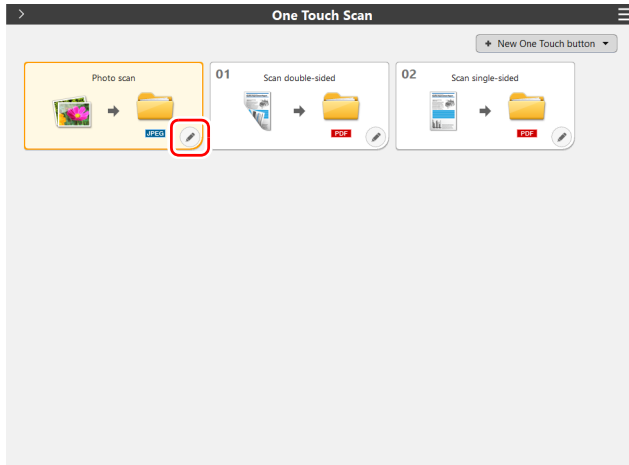 One Touch Scan
New One Touch button
Photo scan
JPEG
01 Scan double-sided
PDF
02 Scan single-sided
PDF